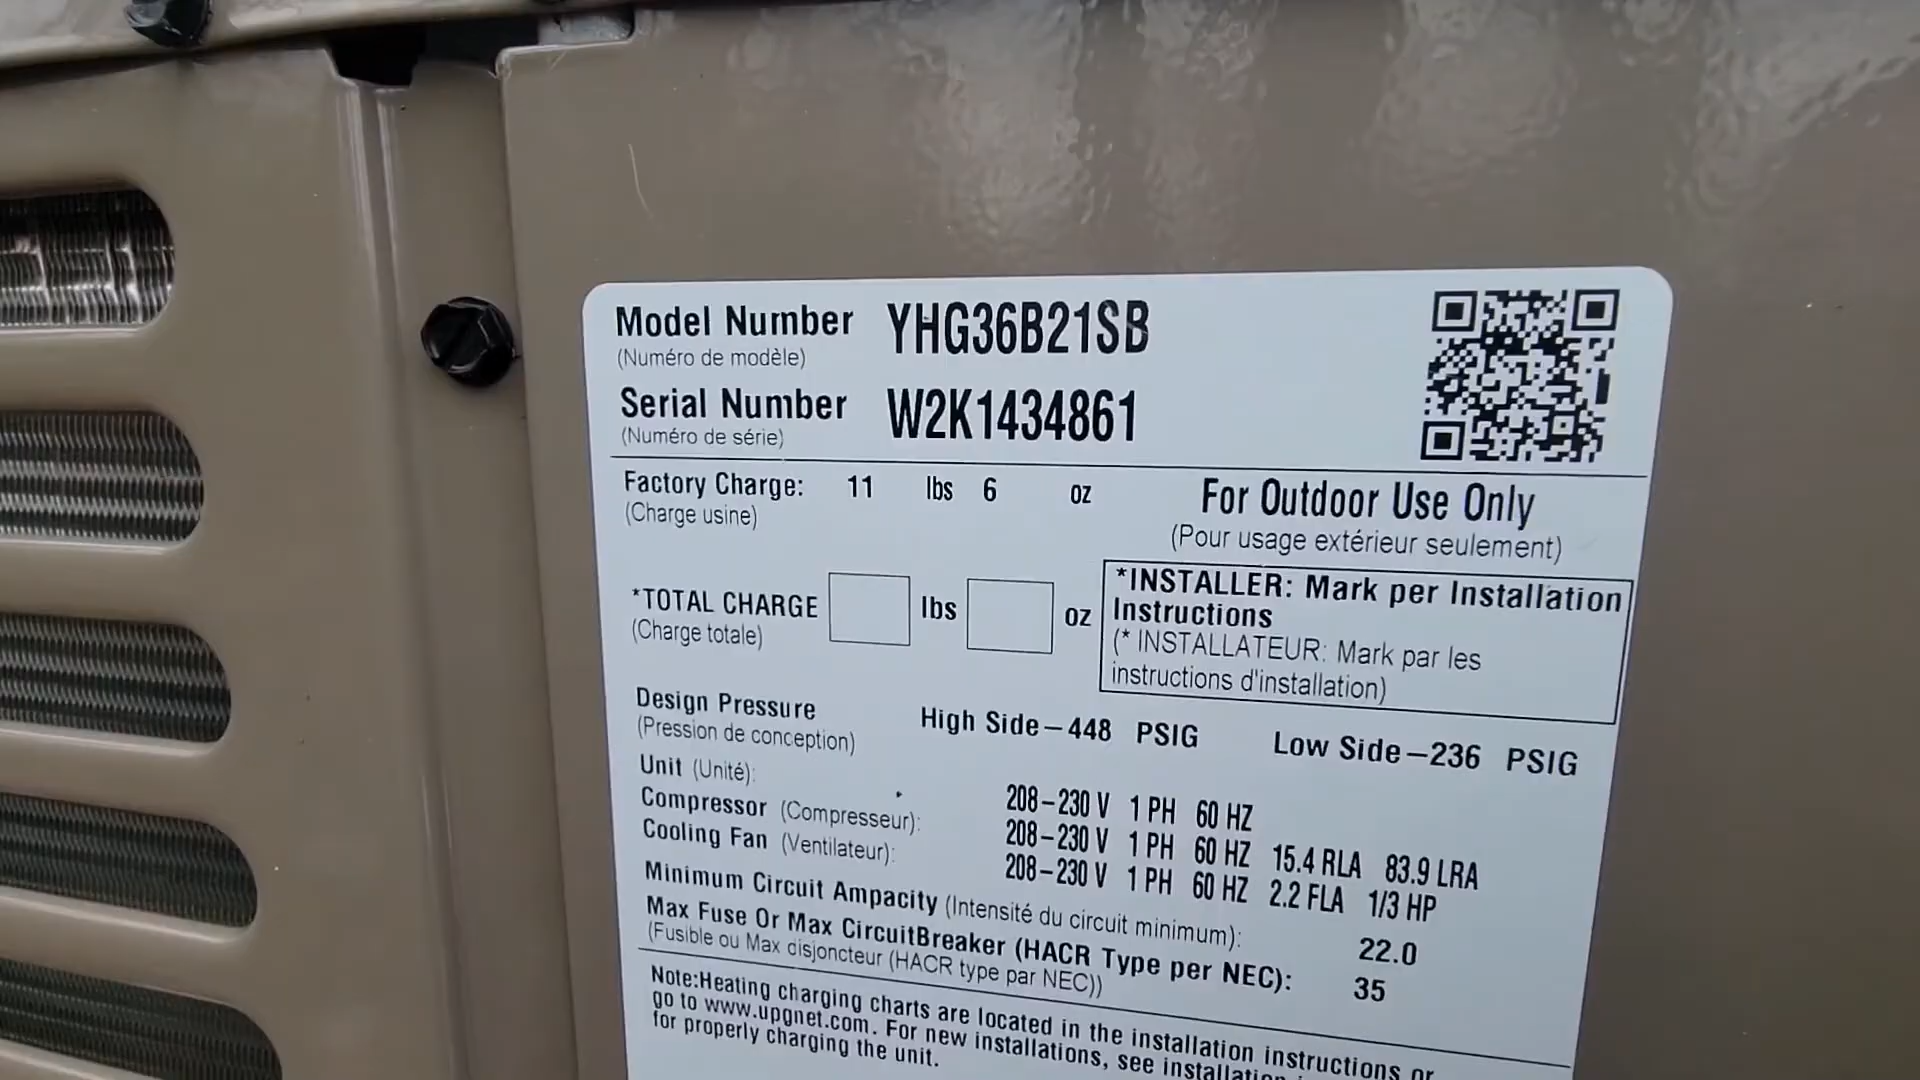 Model Number YHG36B21SB
(Numéro de modèle)
Serial Number W2K1434861
(Numéro de série)
Factory Charge: 11 lbs 6 oz
(Charge usine)
For Outdoor Use Only
(Pour usage extérieur seulement)
*TOTAL CHARGE lbs oz
(Charge totale)
*INSTALLER: Mark per Installation
Instructions
(* INSTALLATEUR: Mark par les
instructions d'installation)
Design Pressure High Side-448 PSIG Low Side-236 PSIG
(Pression de conception)
Unit (Unité): 208-230 V 1 PH 60 HZ
Compressor (Compresseur): 208-230 V 1 PH 60 HZ 15.4 RLA 83.9 LRA
Cooling Fan (Ventilateur): 208-230 V 1 PH 60 HZ 2.2 FLA 1/3 HP
Minimum Circuit Ampacity (Intensité du circuit minimum): 22.0
Max Fuse Or Max CircuitBreaker (HACR Type per NEC): 35
(Fusible ou Max disjoncteur (HACR type par NEC))
Note:Heating charging charts are located in the installation instructions or
go to www.upgnet.com. For new installations, see
for properly charging the unit.